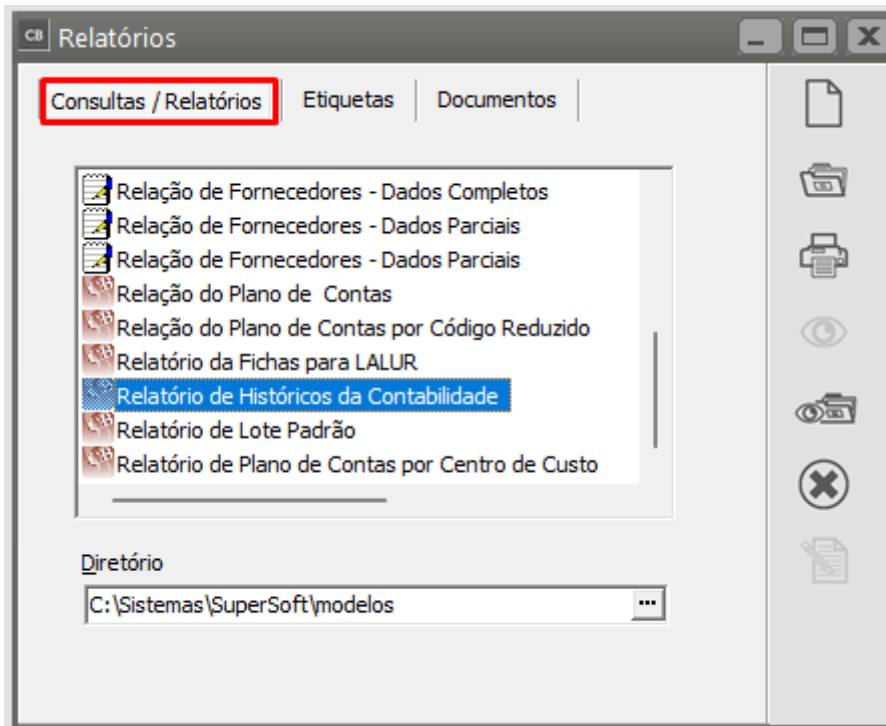 CB Relatórios
Consultas / Relatórios Etiquetas Documentos
Relação de Fornecedores - Dados Completos
Relação de Fornecedores - Dados Parciais
Relação de Fornecedores - Dados Parciais
Relação do Plano de  Contas
Relação do Plano de Contas por Código Reduzido
Relatório da Fichas para LALUR
Relatório de Históricos da Contabilidade
Relatório de Lote Padrão
Relatório de Plano de Contas por Centro de Custo
Diretório
C:\Sistemas\SuperSoft\modelos ...